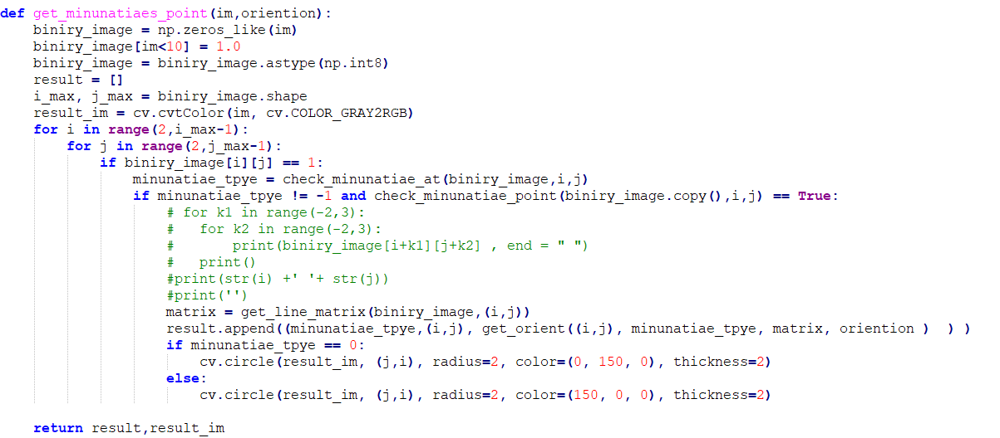 def get_minunatiaes_point(im,oriention):
    biniry_image = np.zeros_like(im)
    biniry_image[im<10] = 1.0
    biniry_image = biniry_image.astype(np.int8)
    result = []
    i_max, j_max = biniry_image.shape
    result_im = cv.cvtColor(im, cv.COLOR_GRAY2RGB)
    for i in range(2,i_max-1):
        for j in range(2,j_max-1):
            if biniry_image[i][j] == 1:
                minunatiae_tpye = check_minunatiae_at(biniry_image,i,j)
                if minunatiae_tpye != -1 and check_minunatiae_point(biniry_image.copy(),i,j) == True:
                    # for k1 in range(-2,3):
                    #   for k2 in range(-2,3):
                    #       print(biniry_image[i+k1][j+k2] , end = " ")
                    #   print()
                    #print(str(i) +' '+ str(j))
                    #print('')
                    matrix = get_line_matrix(biniry_image,(i,j))
                    result.append((minunatiae_tpye,(i,j), get_orient((i,j), minunatiae_tpye, matrix, oriention )  ) )
                    if minunatiae_tpye == 0:
                        cv.circle(result_im, (j,i), radius=2, color=(0, 150, 0), thickness=2)
                    else:
                        cv.circle(result_im, (j,i), radius=2, color=(150, 0, 0), thickness=2)
    return result,result_im